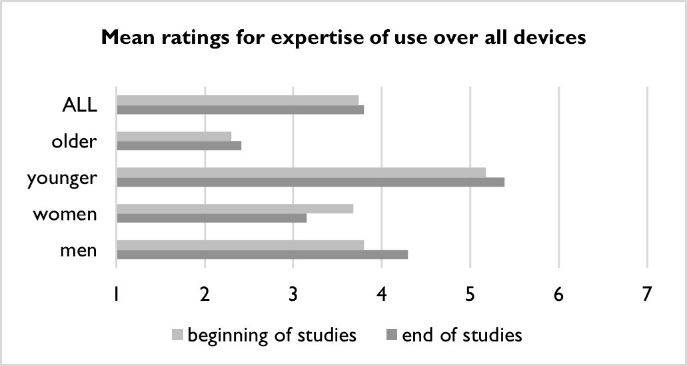 Mean ratings for expertise of use over all devices
ALL
older
younger
women
men
1 2 3 4 5 6 7
beginning of studies end of studies